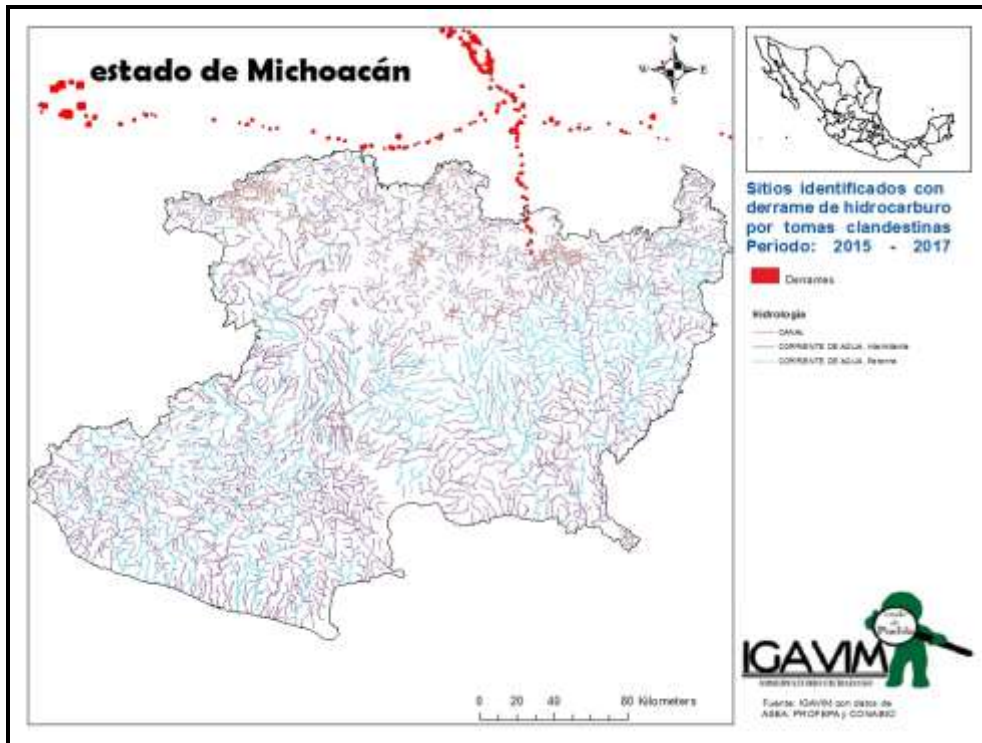 estado de Michoacán
N
W
E
S
Sitios identificados con
derrame de hidrocarburo
por tomas clandestinas
Periodo: 2015 - 2017
Derrames
Hidrología
CANAL
CORRIENTE DE AGUA, Intermitente
CORRIENTE DE AGUA, Perenne
Puebla
IGAVIM
Fuente: IGAVIM con datos de
ASEA, PROFEPA y CONABIO
0 20 40 80 Kilometers